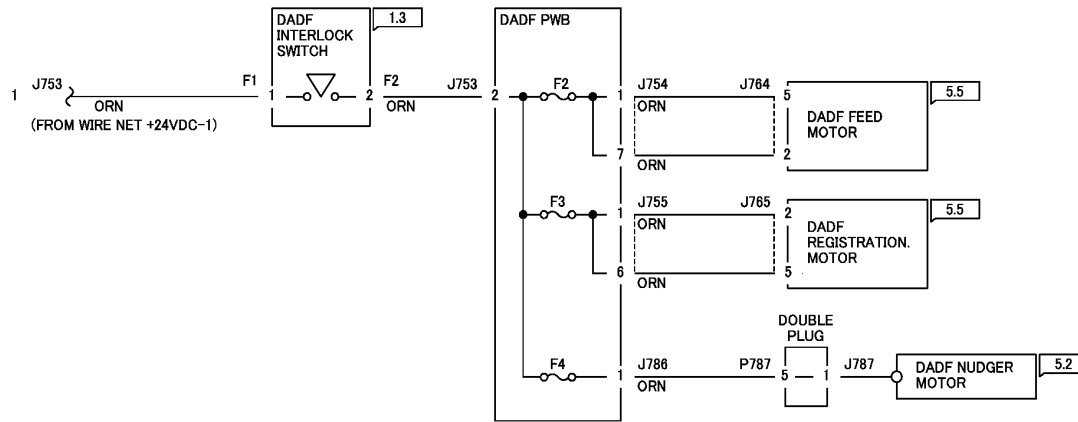 DADF
INTERLOCK
SWITCH
1.3
DADF PWB
1 J753
ORN
(FROM WIRE NET +24VDC-1)
F1
1
2
F2
ORN
J753
2
F2
1
J754
ORN
J764
5
DADF FEED
MOTOR
5.5
7
ORN
2
F3
1
J755
ORN
J765
2
DADF
REGISTRATION.
MOTOR
5.5
6
ORN
5
DOUBLE
PLUG
F4
1
J786
ORN
P787
5
1
J787
DADF NUDGER
MOTOR
5.2